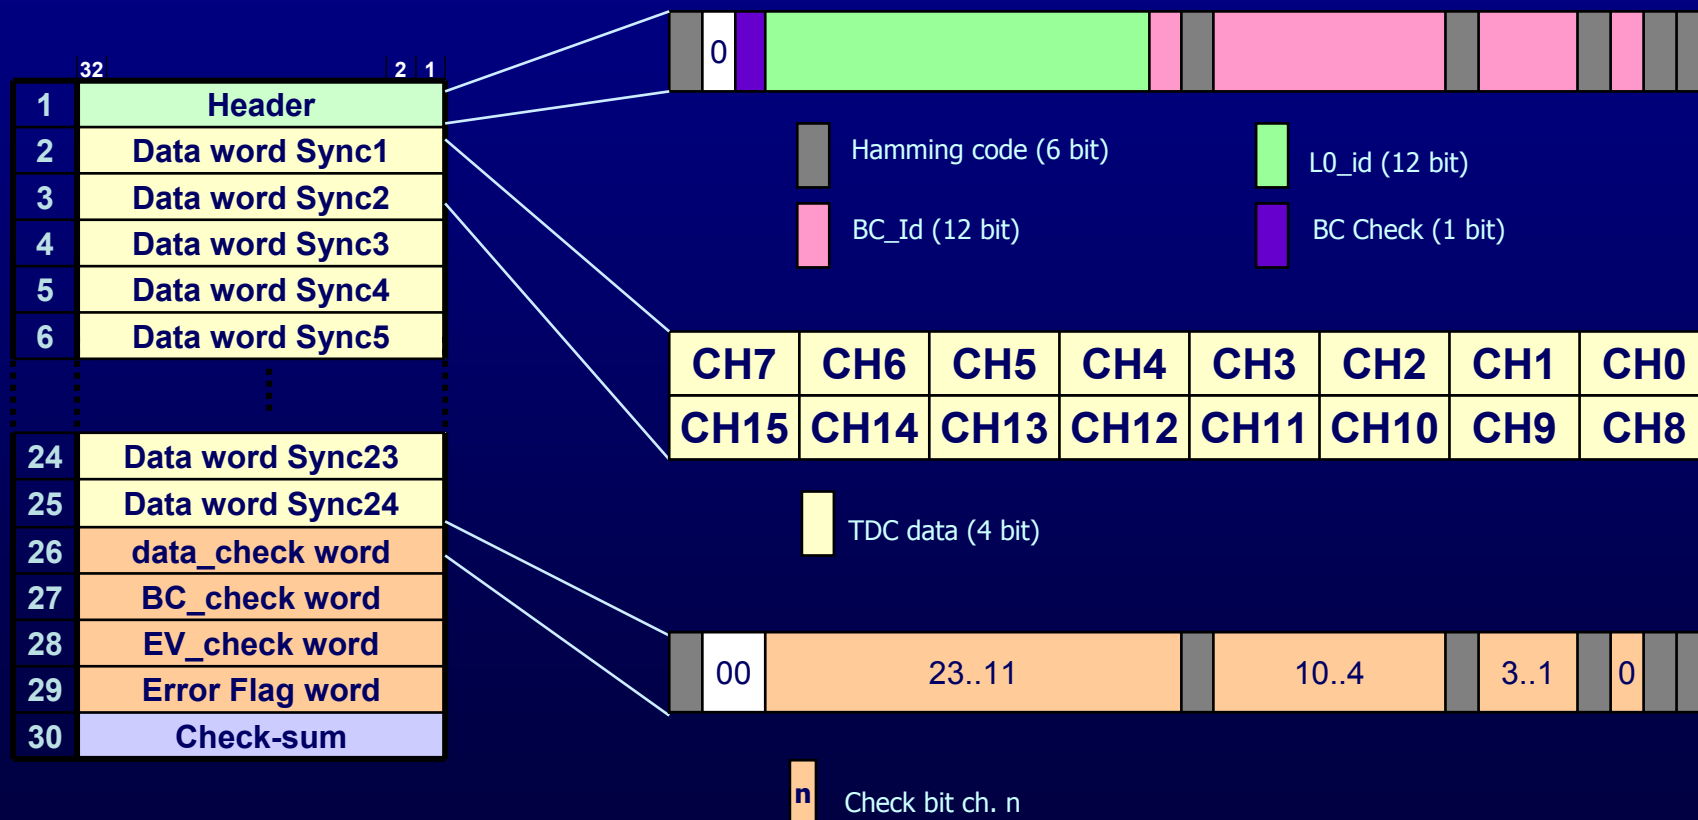 0
32 2 1
1 Header
2 Data word Sync1
3 Data word Sync2
4 Data word Sync3
5 Data word Sync4
6 Data word Sync5
24 Data word Sync23
25 Data word Sync24
26 data_check word
27 BC_check word
28 EV_check word
29 Error Flag word
30 Check-sum
Hamming code (6 bit)
L0_id (12 bit)
BC_Id (12 bit)
BC Check (1 bit)
CH7 CH6 CH5 CH4 CH3 CH2 CH1 CH0
CH15 CH14 CH13 CH12 CH11 CH10 CH9 CH8
TDC data (4 bit)
00 23..11 10..4 3..1 0
n Check bit ch. n